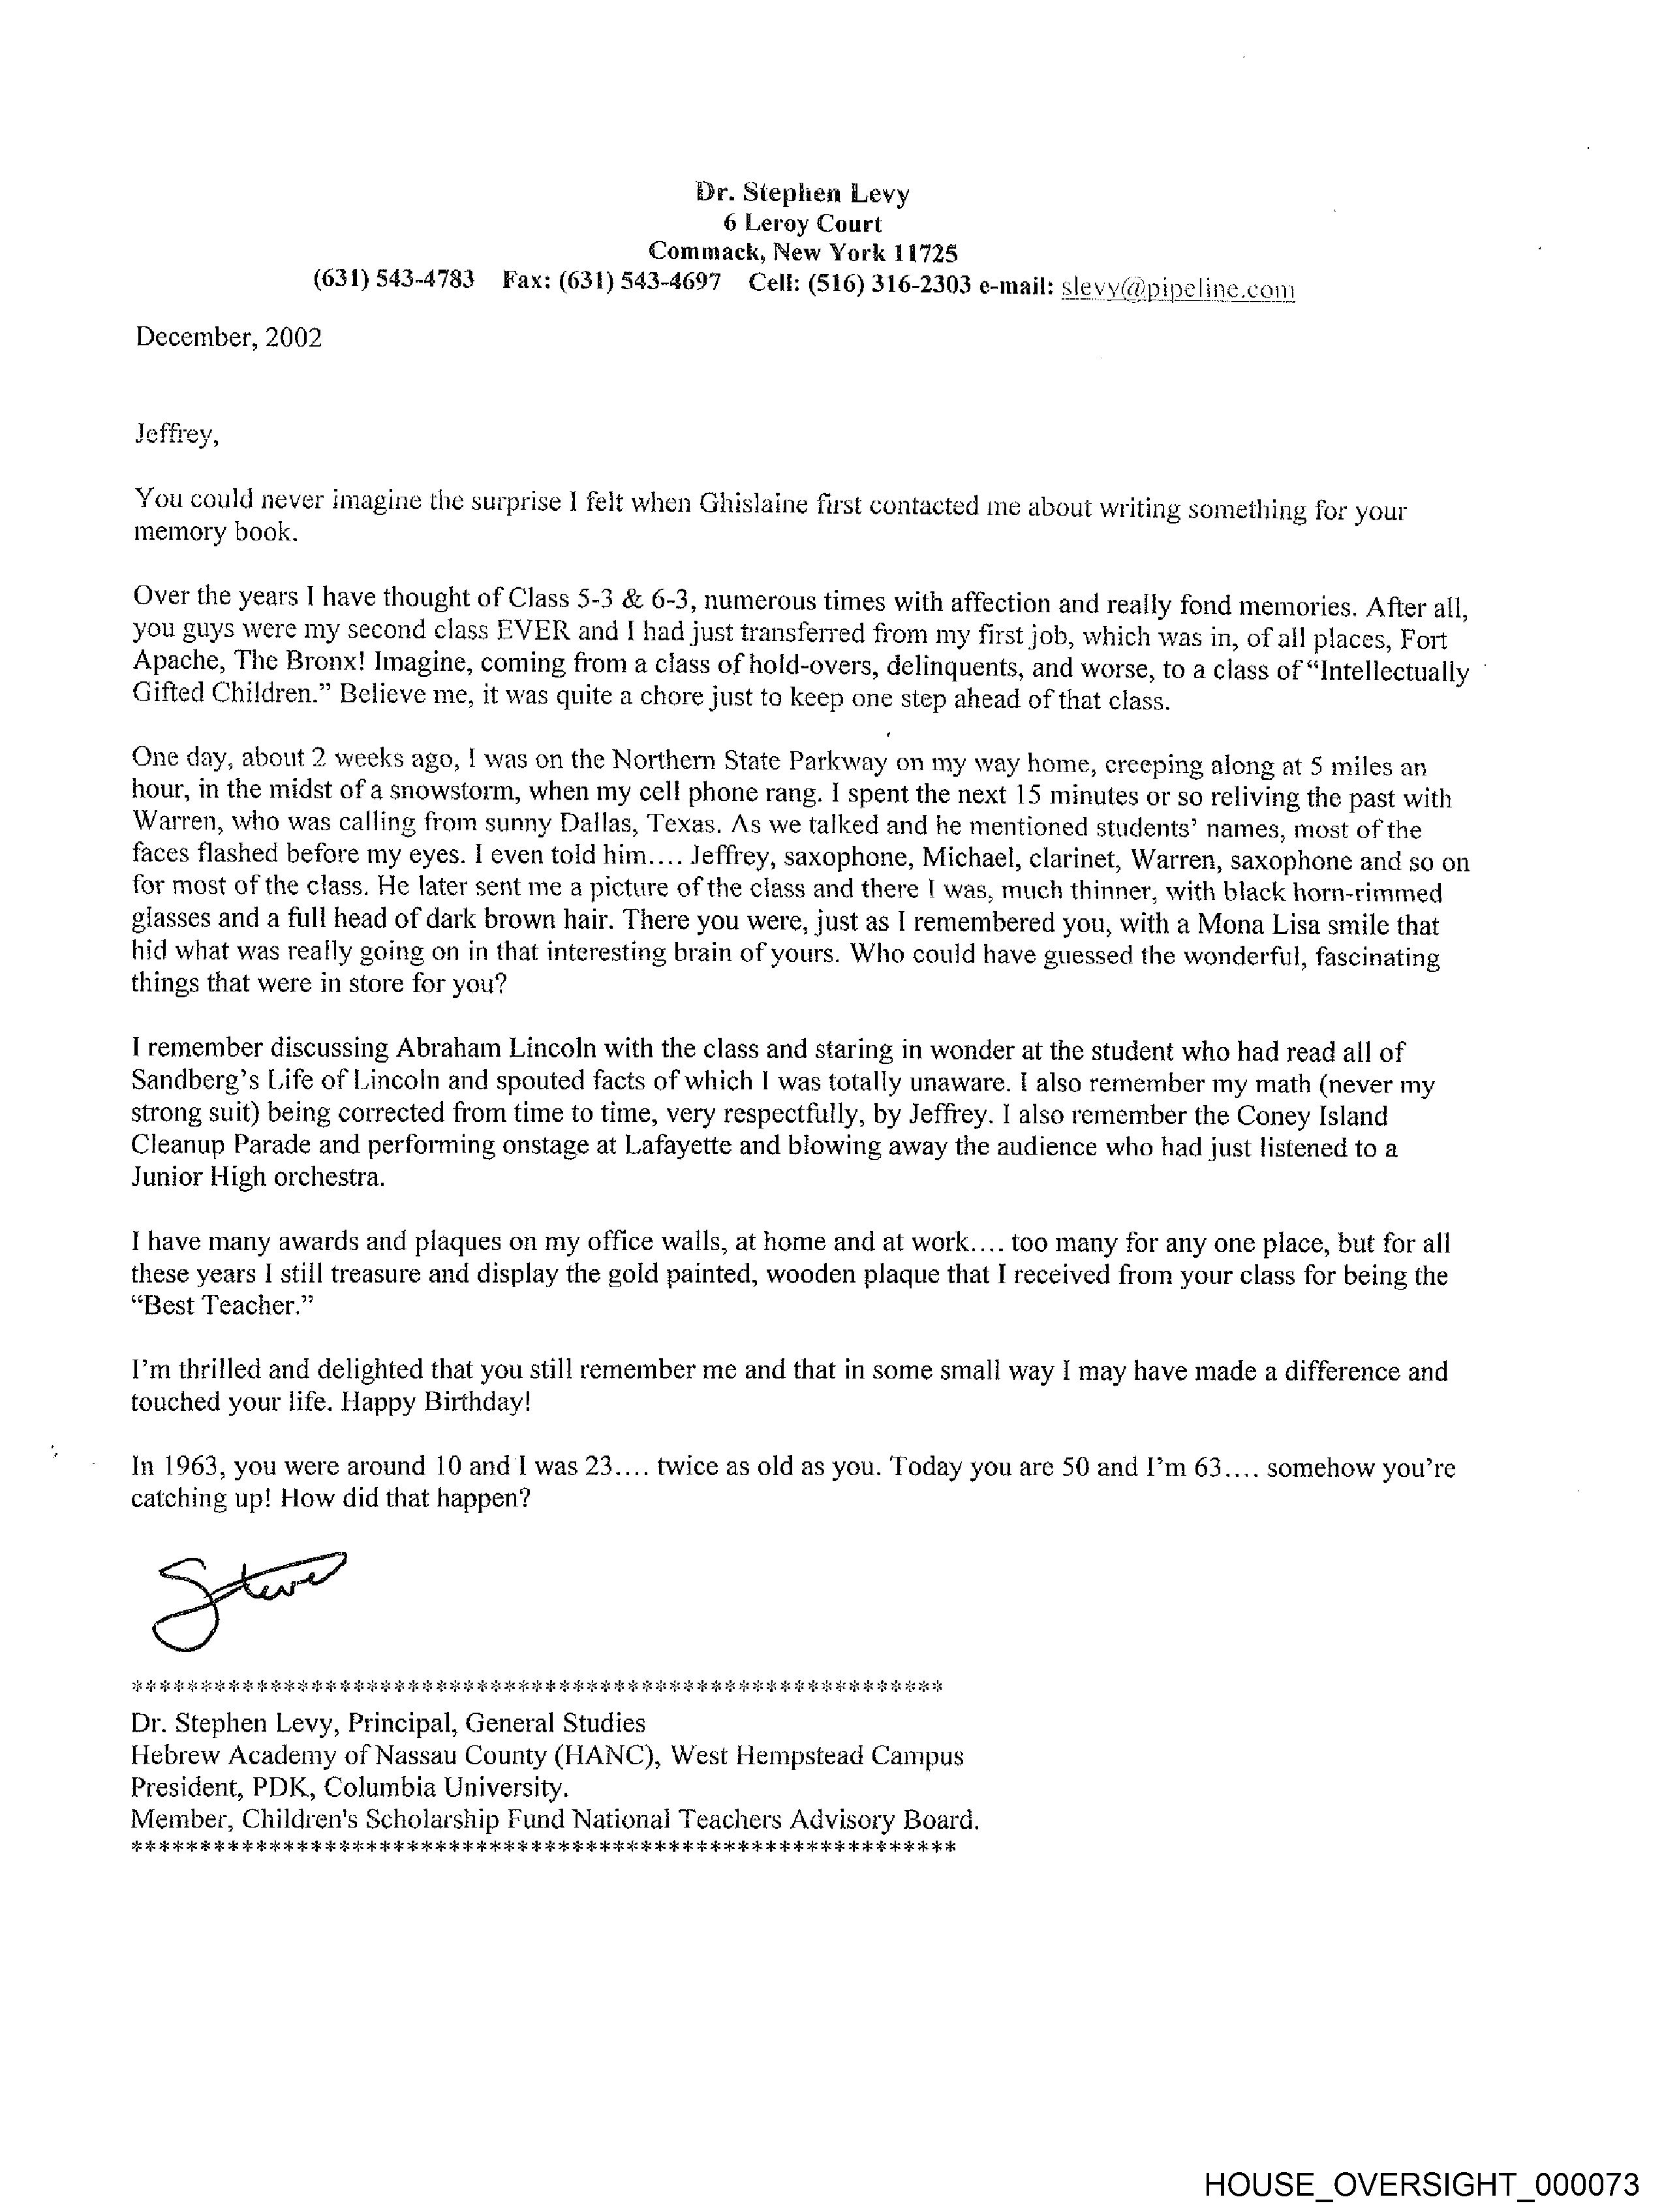 Dr. Stephen Levy
6 Leroy Court
Commack, New York 11725
(631) 543-4783 Fax: (631) 543-4697 Cell: (516) 316-2303 e-mail: slevy@pipeline.com
December, 2002
Jeffrey,
You could never imagine the surprise I felt when Ghislaine first contacted me about writing something for your
memory book.
Over the years I have thought of Class 5-3 & 6-3, numerous times with affection and really fond memories. After all,
you guys were my second class EVER and I had just transferred from my first job, which was in, of all places, Fort
Apache, The Bronx! Imagine, coming from a class of hold-overs, delinquents, and worse, to a class of “Intellectually
Gifted Children.” Believe me, it was quite a chore just to keep one step ahead of that class.
One day, about 2 weeks ago, I was on the Northern State Parkway on my way home, creeping along at 5 miles an
hour, in the midst of a snowstorm, when my cell phone rang. I spent the next 15 minutes or so reliving the past with
Warren, who was calling from sunny Dallas, Texas. As we talked and he mentioned students’ names, most of the
faces flashed before my eyes. I even told him.... Jeffrey, saxophone, Michael, clarinet, Warren, saxophone and so on
for most of the class. He later sent me a picture of the class and there I was, much thinner, with black horn-rimmed
glasses and a full head of dark brown hair. There you were, just as I remembered you, with a Mona Lisa smile that
hid what was really going on in that interesting brain of yours. Who could have guessed the wonderful, fascinating
things that were in store for you?
I remember discussing Abraham Lincoln with the class and staring in wonder at the student who had read all of
Sandberg’s Life of Lincoln and spouted facts of which I was totally unaware. I also remember my math (never my
strong suit) being corrected from time to time, very respectfully, by Jeffrey. I also remember the Coney Island
Cleanup Parade and performing onstage at Lafayette and blowing away the audience who had just listened to a
Junior High orchestra.
I have many awards and plaques on my office walls, at home and at work.... too many for any one place, but for all
these years I still treasure and display the gold painted, wooden plaque that I received from your class for being the
“Best Teacher.”
I’m thrilled and delighted that you still remember me and that in some small way I may have made a difference and
touched your life. Happy Birthday!
In 1963, you were around 10 and I was 23.... twice as old as you. Today you are 50 and I’m 63.... somehow you’re
catching up! How did that happen?
Steve
***********************************************************
Dr. Stephen Levy, Principal, General Studies
Hebrew Academy of Nassau County (HANC), West Hempstead Campus
President, PDK, Columbia University.
Member, Children's Scholarship Fund National Teachers Advisory Board.
************************************************************
HOUSE_OVERSIGHT_000073